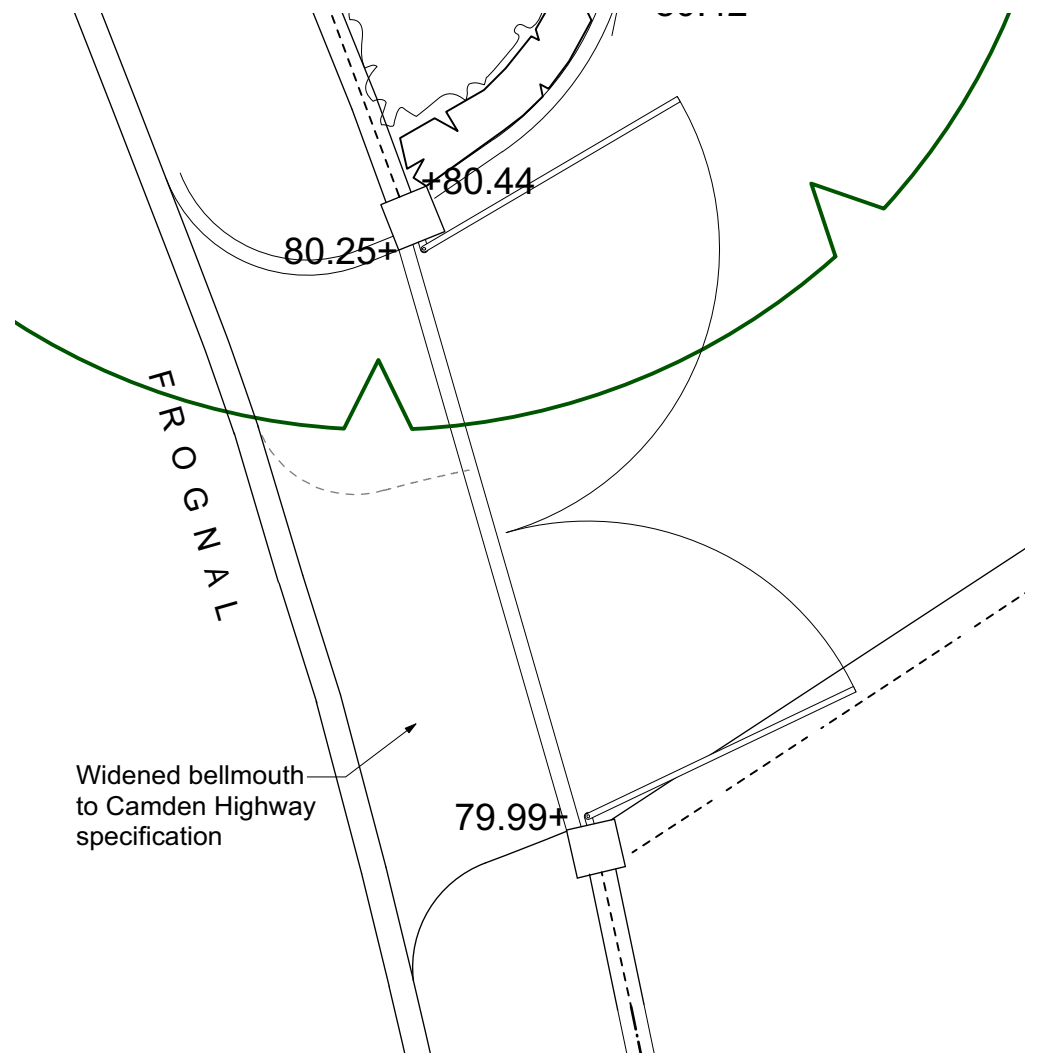 +80.44
80.25+
FROGNAL
Widened bellmouth
to Camden Highway
specification
79.99+